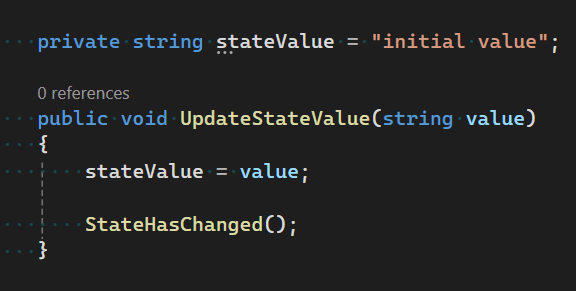 private string stateValue = "initial value";
0 references
public void UpdateStateValue(string value)
{
stateValue = value;
StateHasChanged();
}